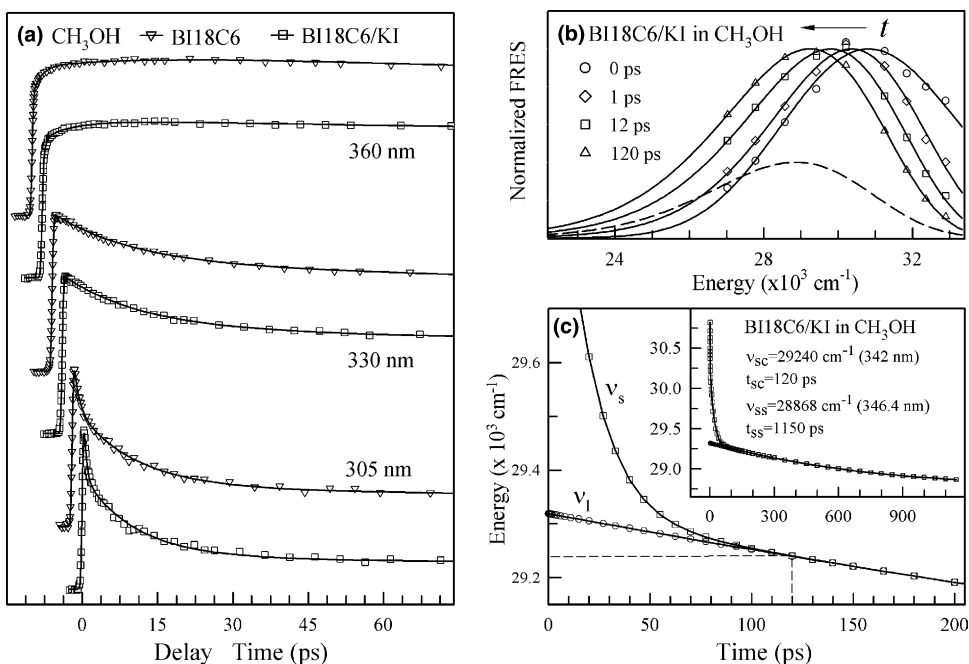 (a) CH₃OH BI18C6 BI18C6/KI
360 nm
330 nm
305 nm
0 15 30 45 60
Delay Time (ps)
(b) BI18C6/KI in CH₃OH
t
0 ps
1 ps
12 ps
120 ps
Normalized FRES
24 28 32
Energy (x10³ cm⁻¹)
(c)
BI18C6/KI in CH₃OH
νsc=29240 cm⁻¹ (342 nm)
tsc=120 ps
νss=28868 cm⁻¹ (346.4 nm)
tss=1150 ps
30.5
30.0
29.5
29.0
0 300 600 900
νs
νl
29.6
29.4
29.2
Energy (x 10³ cm⁻¹)
0 50 100 150 200
Time (ps)